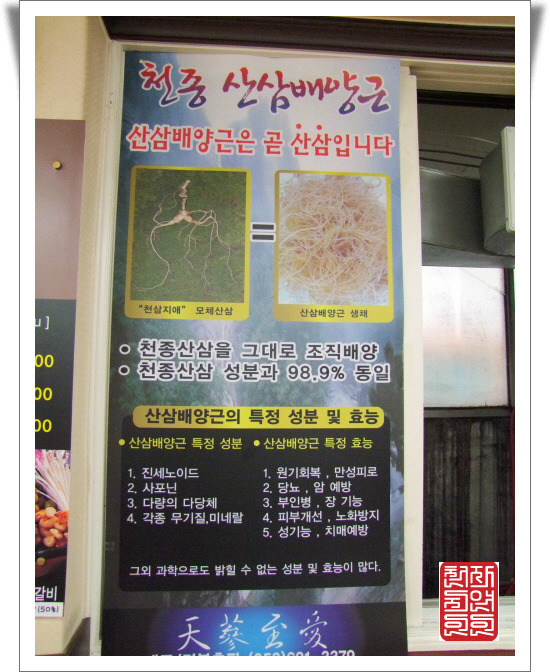 천종 산삼배양근
산삼배양근은 곧 산삼입니다
=
"천삼지애" 모체산삼
산삼배양근 생채
○ 천종산삼을 그대로 조직배양
○ 천종산삼 성분과 98.9% 동일
산삼배양근의 특정 성분 및 효능
• 산삼배양근 특정 성분
1. 진세노이드
2. 사포닌
3. 다량의 다당체
4. 각종 무기질,미네랄
• 산삼배양근 특정 효능
1. 원기회복 , 만성피로
2. 당뇨 , 암 예방
3. 부인병 , 장 기능
4. 피부개선 , 노화방지
5. 성기능 , 치매예방
그외 과학으로도 밝힐 수 없는 성분 및 효능이 많다.
天蔘至愛
]
00
00
00
갈비
(50%)